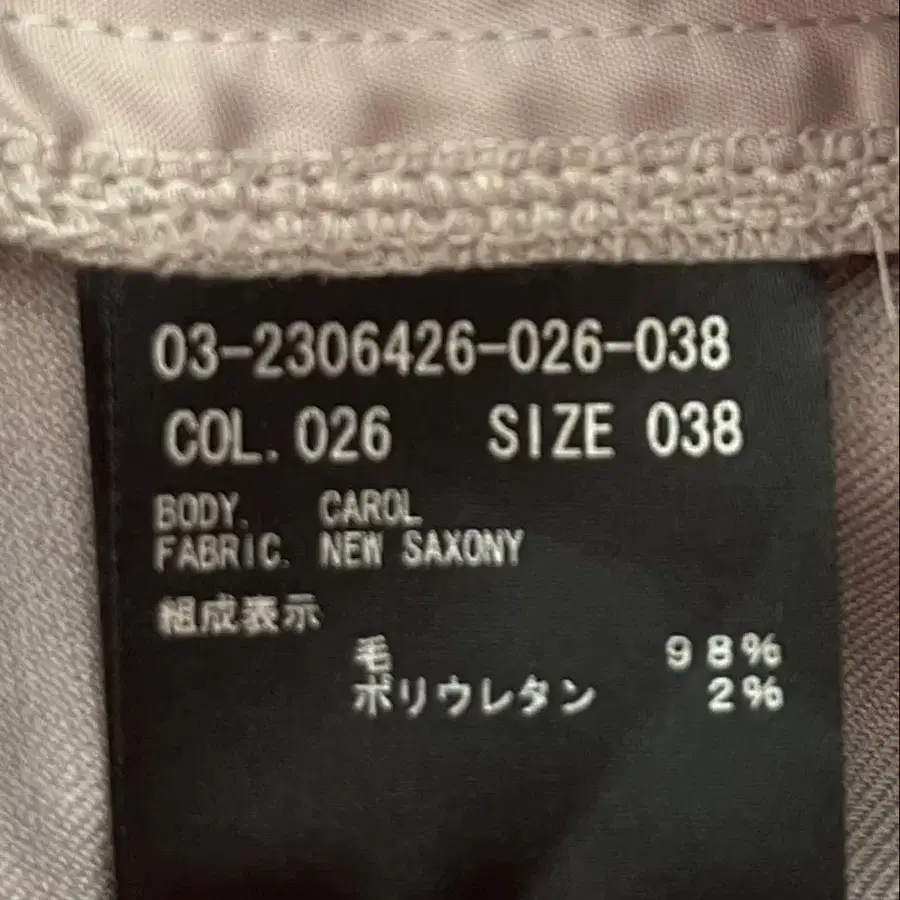 03-2306426-026-038
COL. 026 SIZE 038
BODY. CAROL
FABRIC. NEW SAXONY
組成表示
毛 98%
ポリウレタン 2%